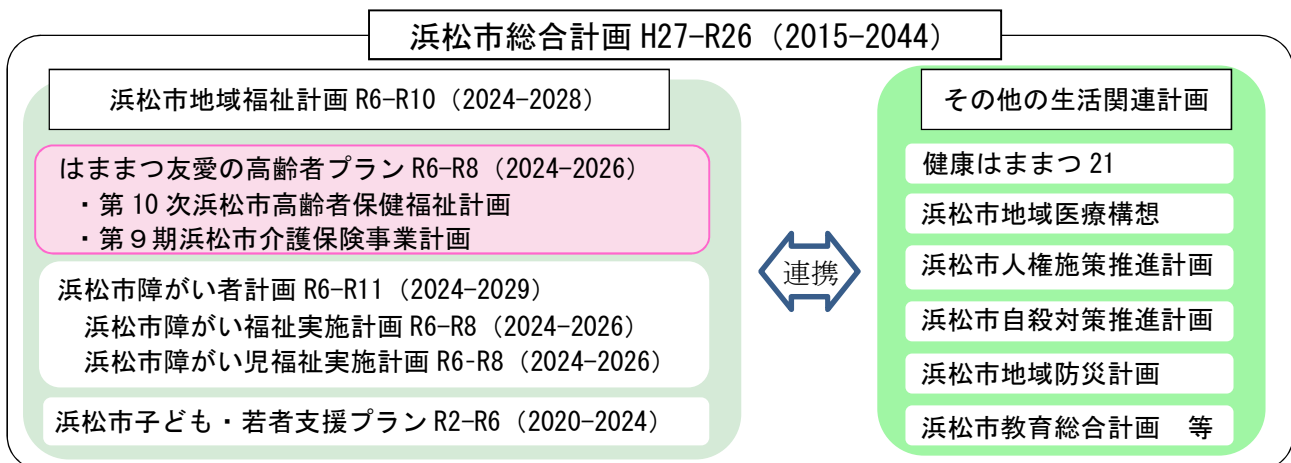 浜松市総合計画 H27-R26（2015-2044）
浜松市地域福祉計画 R6-R10（2024-2028）
はままつ友愛の高齢者プラン R6-R8（2024-2026）
・第 10 次浜松市高齢者保健福祉計画
・第９期浜松市介護保険事業計画
浜松市障がい者計画 R6-R11（2024-2029）
浜松市障がい福祉実施計画 R6-R8（2024-2026）
浜松市障がい児福祉実施計画 R6-R8（2024-2026）
浜松市子ども・若者支援プラン R2-R6（2020-2024）
連携
その他の生活関連計画
健康はままつ 21
浜松市地域医療構想
浜松市人権施策推進計画
浜松市自殺対策推進計画
浜松市地域防災計画
浜松市教育総合計画　等